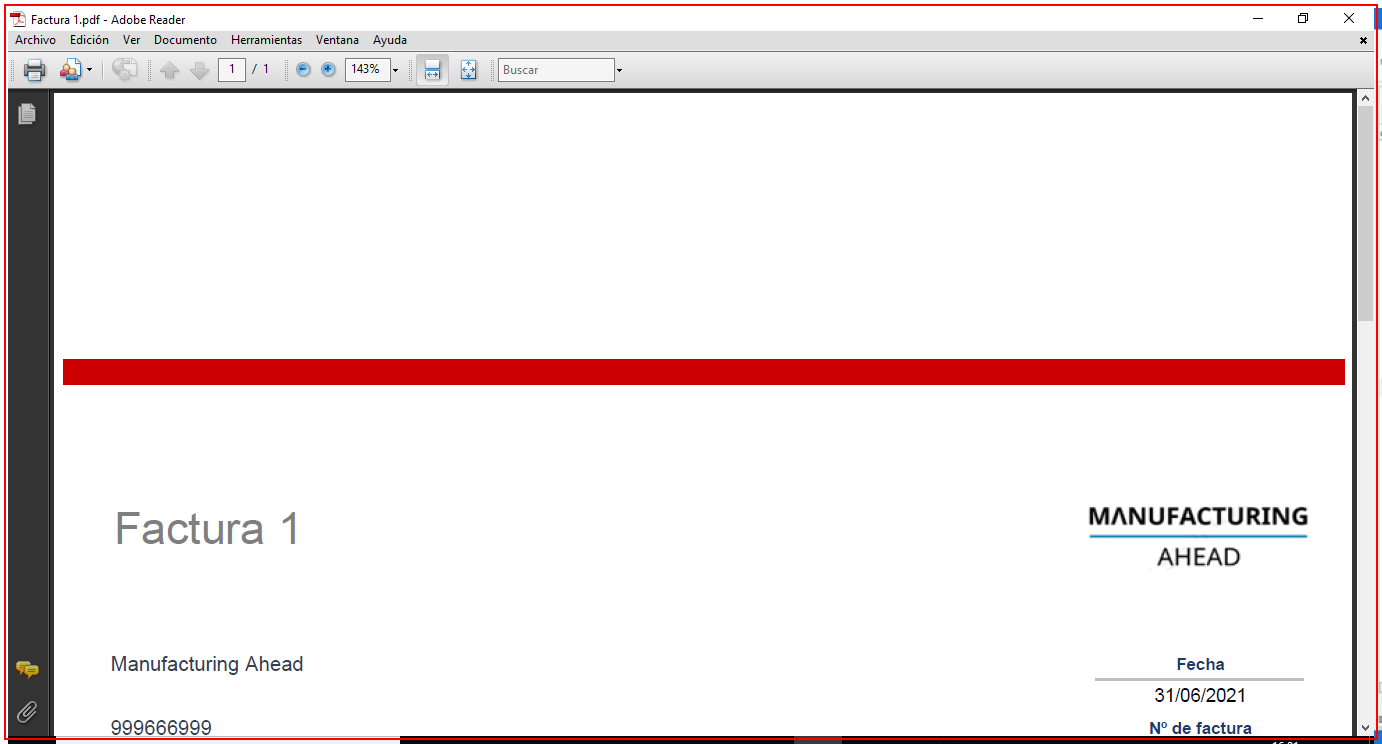 Factura 1.pdf - Adobe Reader
Archivo Edición Ver Documento Herramientas Ventana Ayuda
1 / 1 143% Buscar
Factura 1
MANUFACTURING
AHEAD
Manufacturing Ahead
Fecha
31/06/2021
999666999
Nº de factura